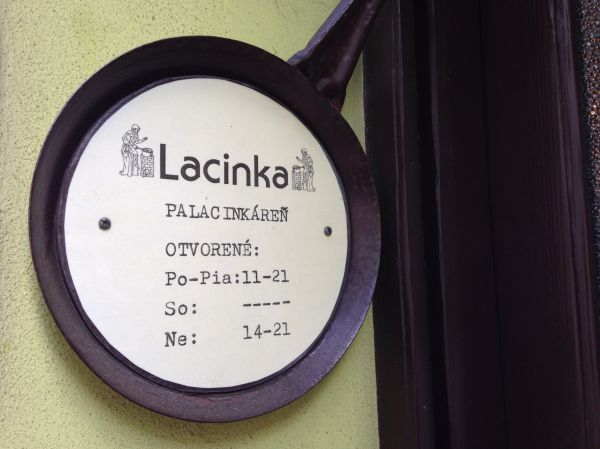 Lacinka
PALACINKÁREŇ
OTVORENÉ:
Po-Pia:11-21
So: -----
Ne: 14-21